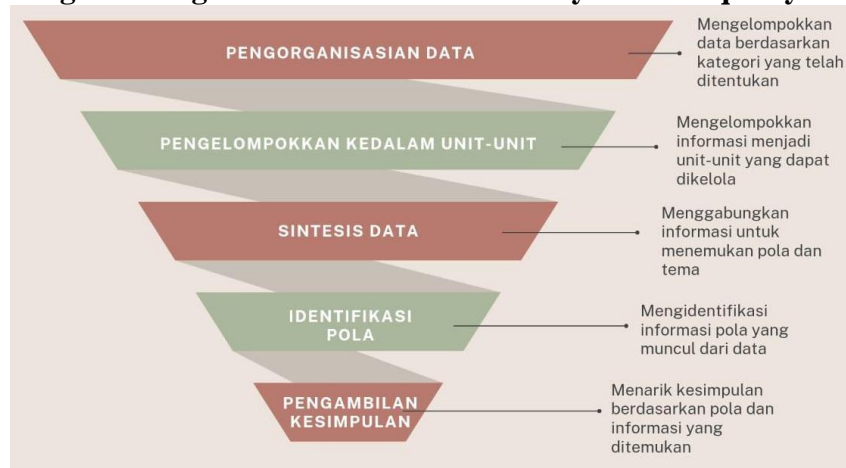 PENGORGANISASIAN DATA
Mengelompokkan
data berdasarkan
kategori yang telah
ditentukan
PENGELOMPOKKAN KEDALAM UNIT-UNIT
Mengelompokkan
informasi menjadi
unit-unit yang dapat
dikelola
SINTESIS DATA
Menggabungkan
informasi untuk
menemukan pola dan
tema
IDENTIFIKASI
POLA
Mengidentifikasi
informasi pola yang
muncul dari data
PENGAMBILAN
KESIMPULAN
Menarik kesimpulan
berdasarkan pola dan
informasi yang
ditemukan